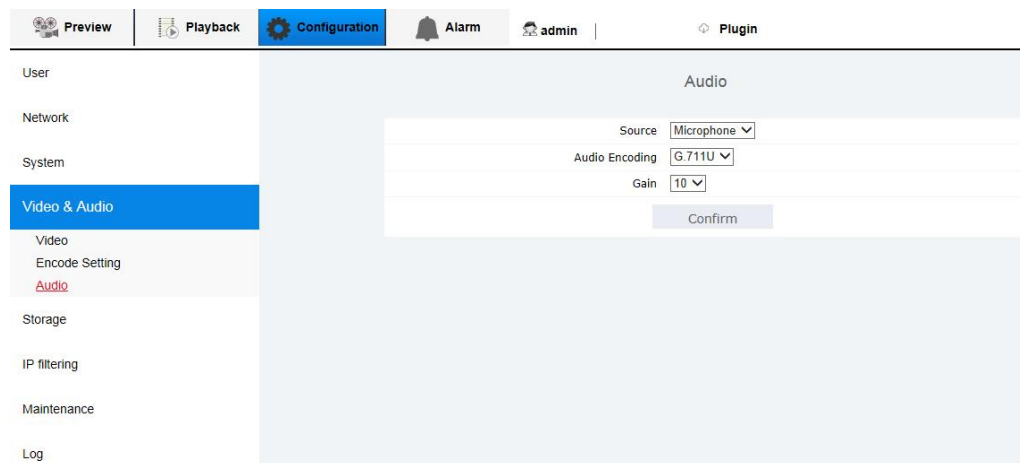 Preview Playback Configuration Alarm admin | Plugin
User
Network
System
Video & Audio
Video
Encode Setting
Audio
Storage
IP filtering
Maintenance
Log
Audio
Source Microphone
Audio Encoding G.711U
Gain 10
Confirm